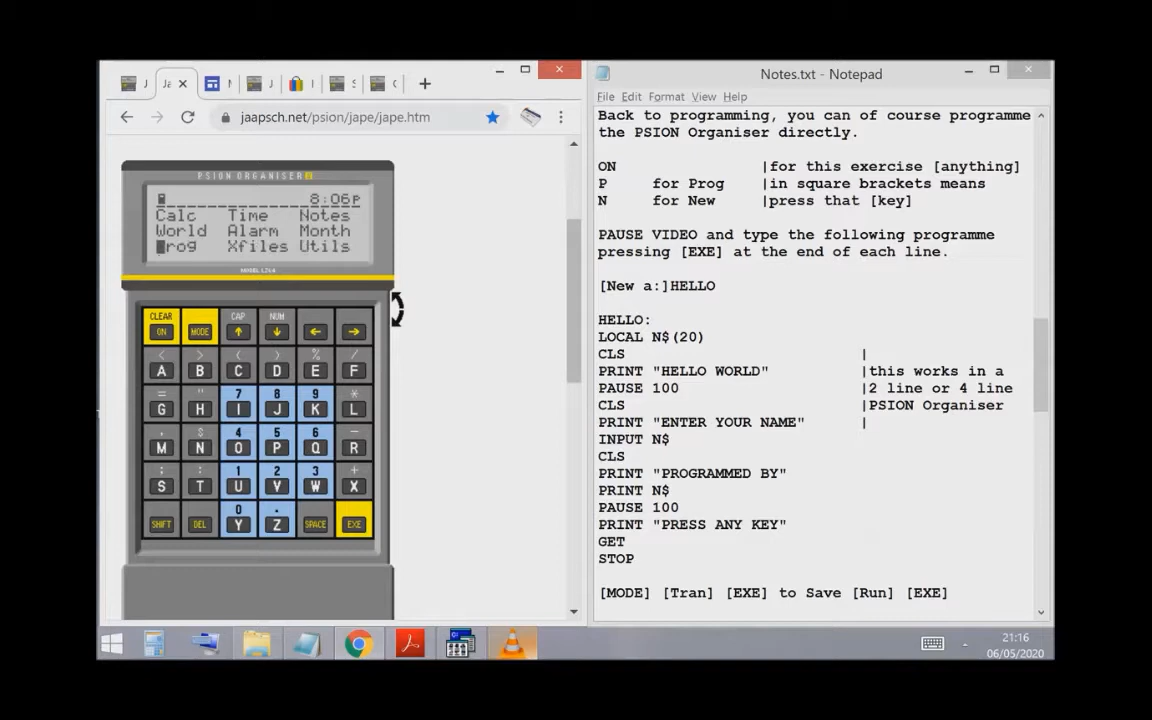 J
Ja
jaapsch.net/psion/jape/jape.htm
PSION ORGANISER
8:06P
Calc Time Notes
World Alarm Month
Prog Xfiles Utils
CLEAR CAP NUM
ON MODE
< > ( ) % /
A B C D E F
= " 7 8 9 *
G H I J K L
, $ 4 5 6 −
M N O P Q R
; : 1 2 3 +
S T U V W X
0 .
SHIFT DEL Y Z SPACE EXE
Notes.txt - Notepad
File Edit Format View Help
Back to programming, you can of course programme
the PSION Organiser directly.
ON |for this exercise [anything]
P for Prog |in square brackets means
N for New |press that [key]
PAUSE VIDEO and type the following programme
pressing [EXE] at the end of each line.
[New a:]HELLO
HELLO:
LOCAL N$(20)
CLS |
PRINT "HELLO WORLD" |this works in a
PAUSE 100 |2 line or 4 line
CLS |PSION Organiser
PRINT "ENTER YOUR NAME" |
INPUT N$
CLS
PRINT "PROGRAMMED BY"
PRINT N$
PAUSE 100
PRINT "PRESS ANY KEY"
GET
STOP
[MODE] [Tran] [EXE] to Save [Run] [EXE]
21:16
06/05/2020